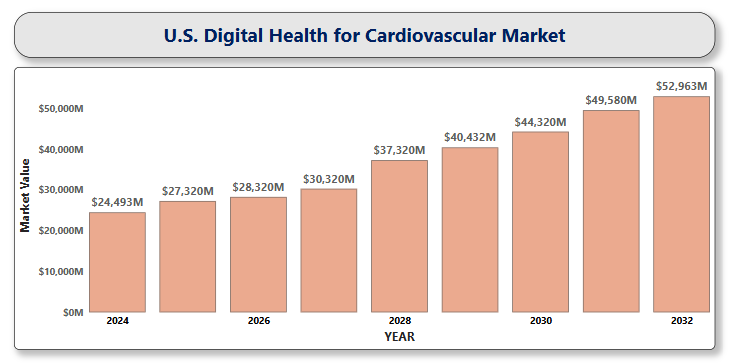 U.S. Digital Health for Cardiovascular Market
$52,963M
$49,580M
$44,320M
$40,432M
$37,320M
$30,320M
$28,320M
$27,320M
$24,493M
$50,000M
$40,000M
$30,000M
$20,000M
$10,000M
$0M
Market Value
2024 2026 2028 2030 2032
YEAR